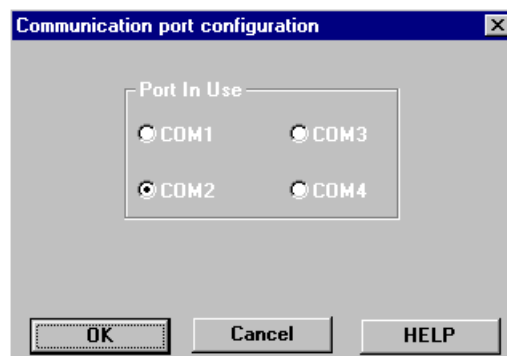 Communication port configuration
Port In Use
COM1 COM3
COM2 COM4
OK Cancel HELP